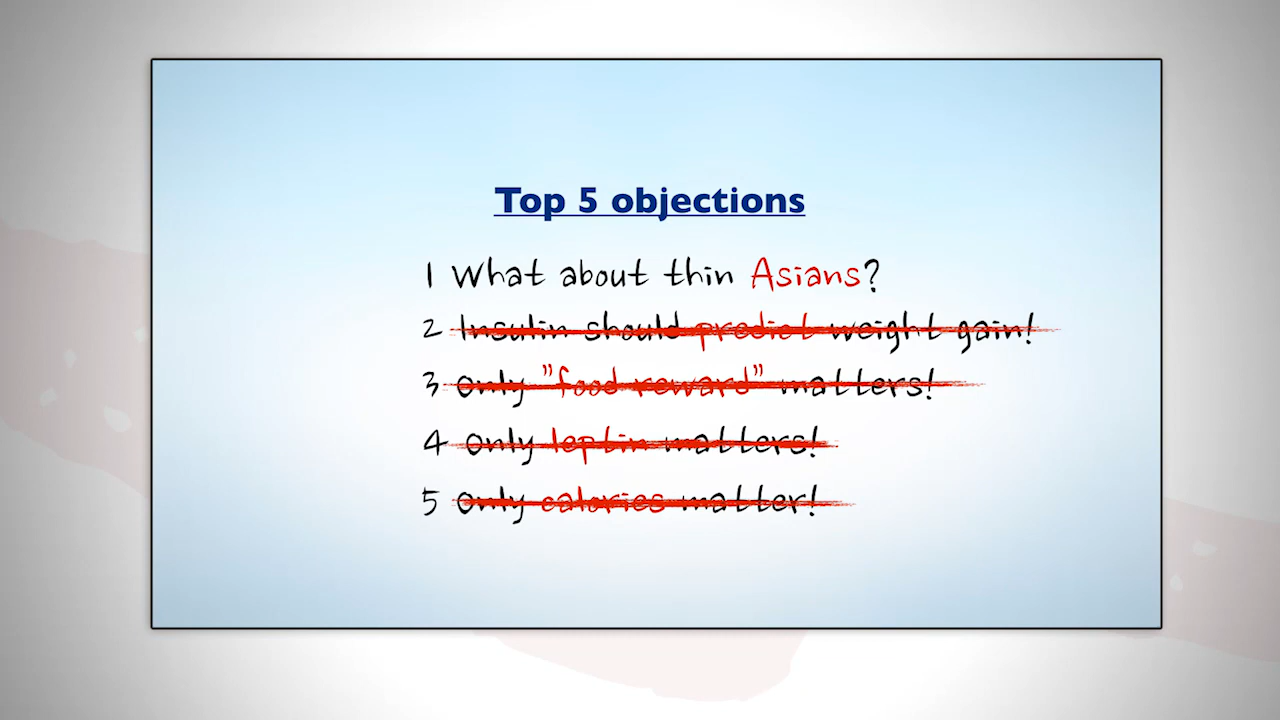 Top 5 objections
1 What about thin Asians?
2 Insulin should predict weight gain!
3 Only "food reward" matters!
4 Only leptin matters!
5 Only calories matter!